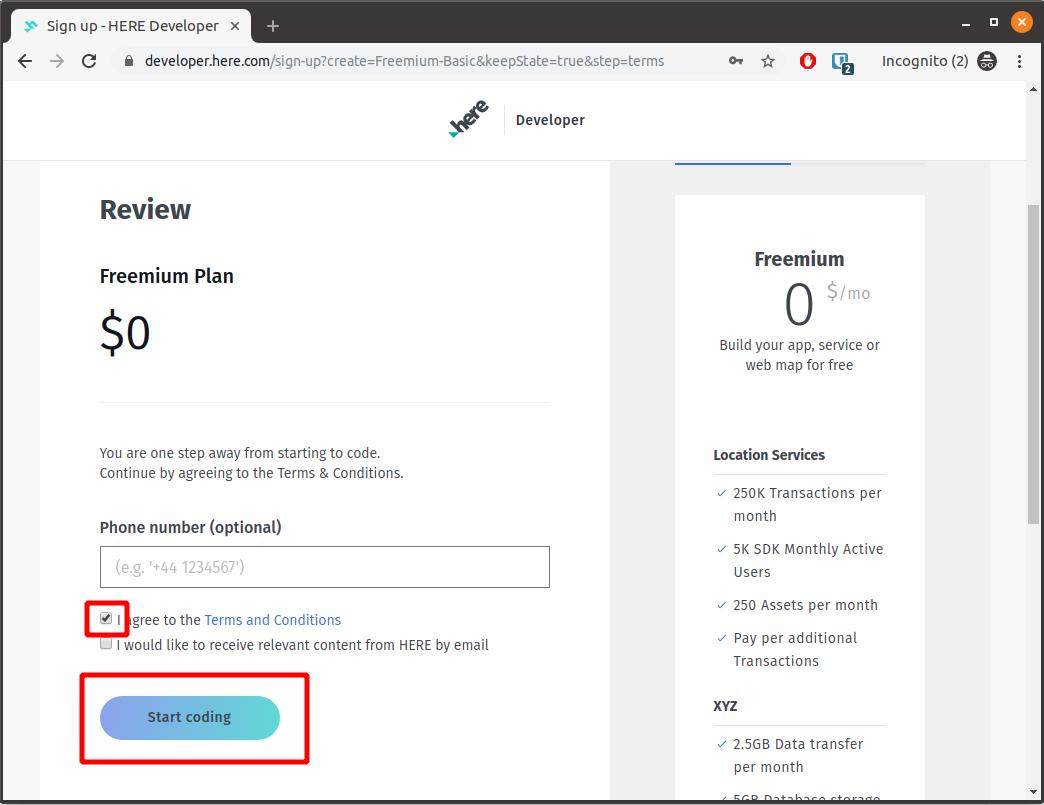 Sign up - HERE Developer
developer.here.com/sign-up?create=Freemium-Basic&keepState=true&step=terms
2
Incognito (2)
here
Developer
Review
Freemium Plan
$0
You are one step away from starting to code.
Continue by agreeing to the Terms & Conditions.
Phone number (optional)
(e.g. '+44 1234567')
I agree to the Terms and Conditions
I would like to receive relevant content from HERE by email
Start coding
Freemium
0 $/mo
Build your app, service or
web map for free
Location Services
250K Transactions per
month
5K SDK Monthly Active
Users
250 Assets per month
Pay per additional
Transactions
XYZ
2.5GB Data transfer
per month
5GB Database storage